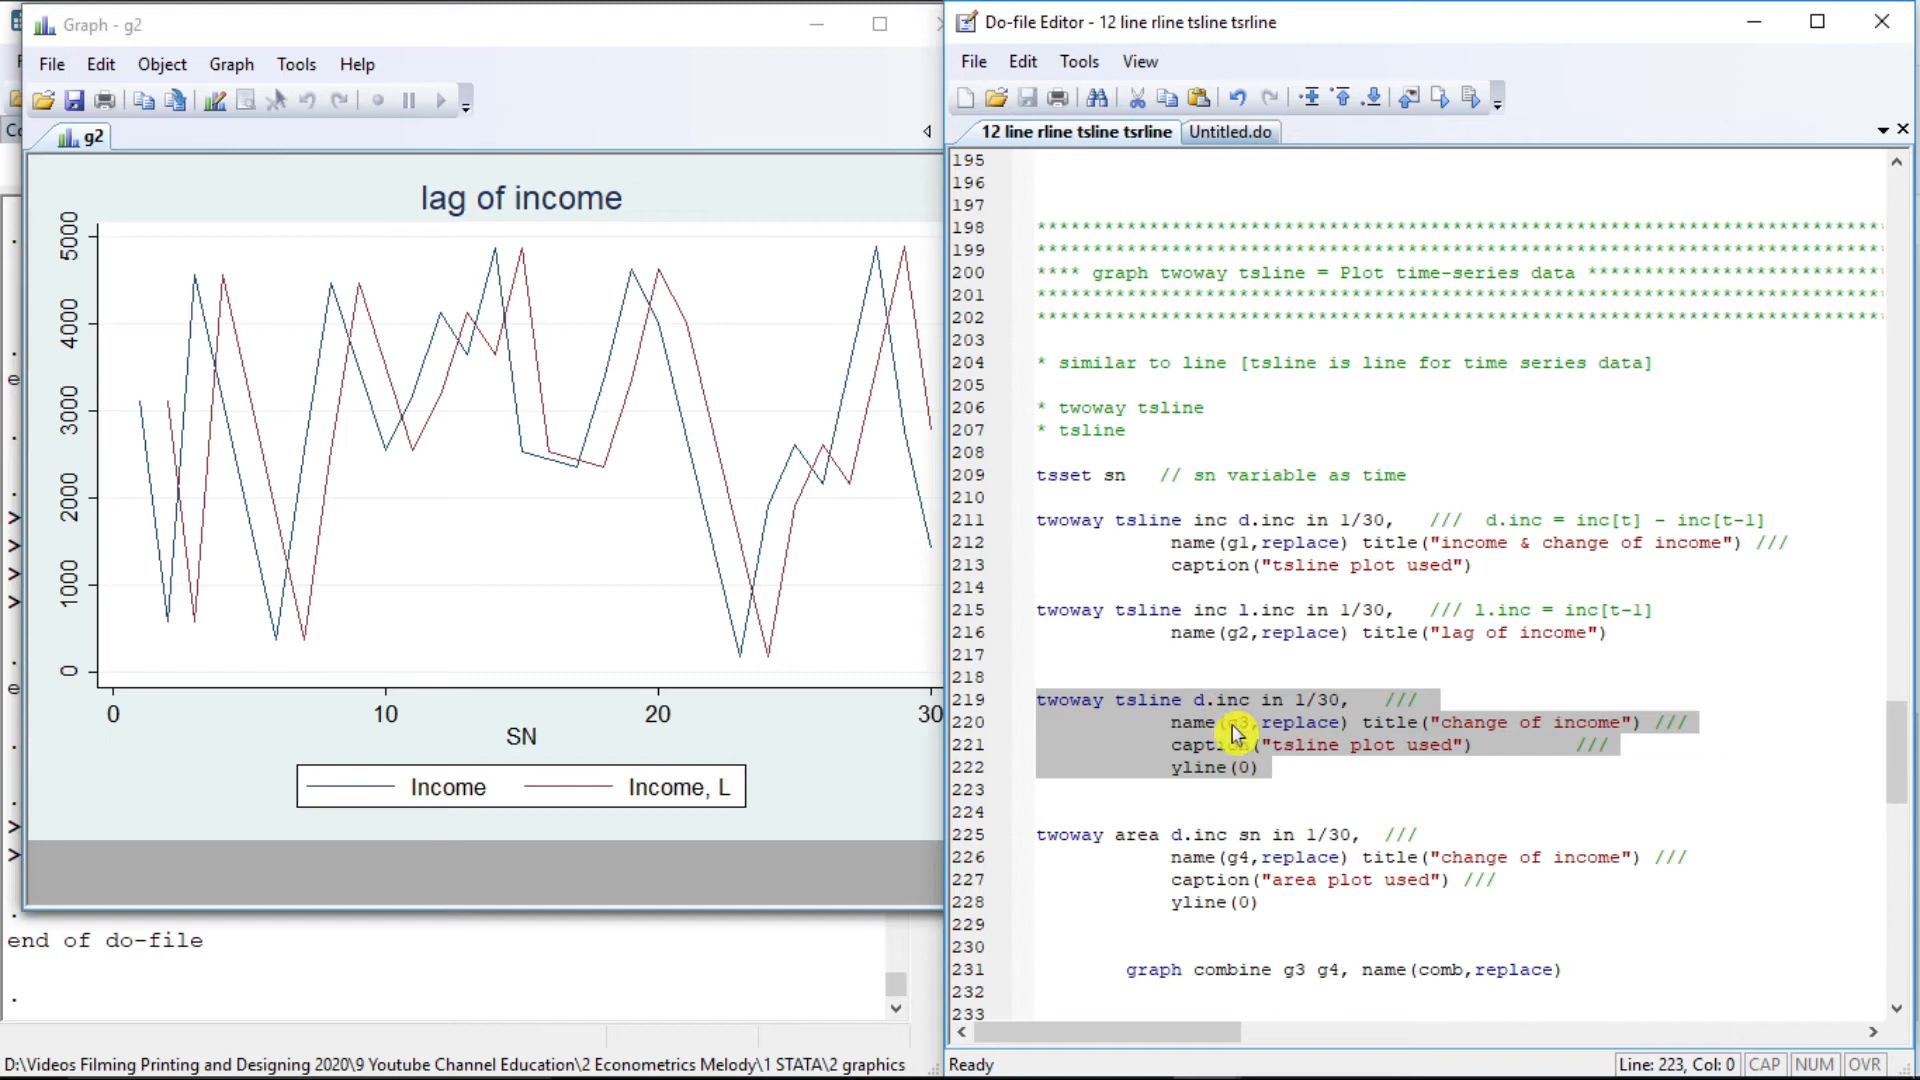 Graph - g2
File Edit Object Graph Tools Help
g2
lag of income
5000
4000
3000
2000
1000
0
0 10 20 30
SN
Income Income, L
end of do-file
.
D:\Videos Filming Printing and Designing 2020\9 Youtube Channel Education\2 Econometrics Melody\1 STATA\2 graphics
Do-file Editor - 12 line rline tsline tsrline
File Edit Tools View
12 line rline tsline tsrline Untitled.do
195
196
197
198 ****************************************************************************
199 ****************************************************************************
200 **** graph twoway tsline = Plot time-series data **************************
201 ****************************************************************************
202 ****************************************************************************
203
204 * similar to line [tsline is line for time series data]
205
206 * twoway tsline
207 * tsline
208
209 tsset sn // sn variable as time
210
211 twoway tsline inc d.inc in 1/30, /// d.inc = inc[t] - inc[t-1]
212 name(g1,replace) title("income & change of income") ///
213 caption("tsline plot used")
214
215 twoway tsline inc l.inc in 1/30, /// l.inc = inc[t-1]
216 name(g2,replace) title("lag of income")
217
218
219 twoway tsline d.inc in 1/30, ///
220 name(g3,replace) title("change of income") ///
221 caption("tsline plot used") ///
222 yline(0)
223
224
225 twoway area d.inc sn in 1/30, ///
226 name(g4,replace) title("change of income") ///
227 caption("area plot used") ///
228 yline(0)
229
230
231 graph combine g3 g4, name(comb,replace)
232
233
Ready Line: 223, Col: 0 CAP NUM OVR